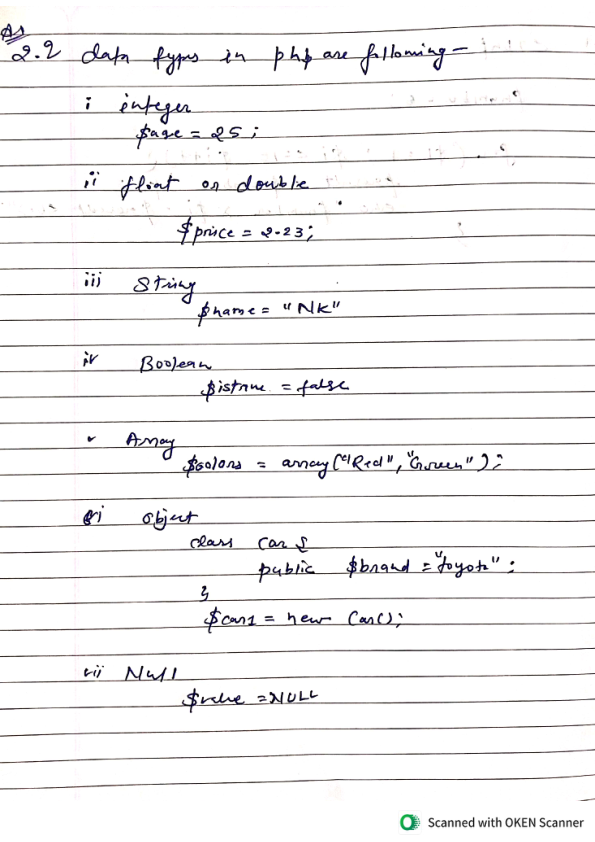 As
2.2 data types in php are following -
i integer
$age = 25 ;
ii float or double
$price = 2.23;
iii) String
$name = "NK"
iv Boolean
$istrue = false
v Array
$colors = array("Red", "Green");
vi object
class Car {
public $brand = "toyota" ;
}
$car1 = new Car();
vii Null
$value = NULL
Scanned with OKEN Scanner